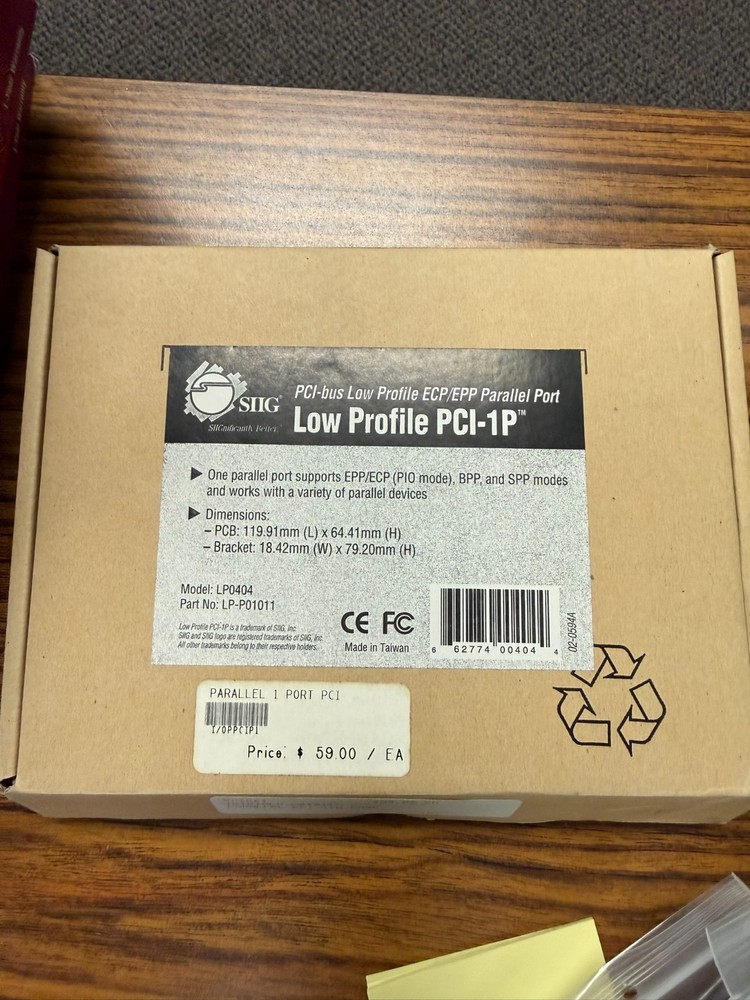 PCI-bus Low Profile ECP/EPP Parallel Port
SIIG®
Low Profile PCI-1P™
SIIGnificantly Better.
One parallel port supports EPP/ECP (PIO mode), BPP, and SPP modes
and works with a variety of parallel devices
Dimensions:
– PCB: 119.91mm (L) x 64.41mm (H)
– Bracket: 18.42mm (W) x 79.20mm (H)
Model: LP0404
Part No: LP-P01011
Low Profile PCI-1P is a trademark of SIIG, Inc.
SIIG and SIIG logo are registered trademarks of SIIG, Inc.
All other trademarks belong to their respective holders.
CE FC
Made in Taiwan
6 62774 00404 4
02-0594A
PARALLEL 1 PORT PCI
I/OPPCIP1
Price: $ 59.00 / EA